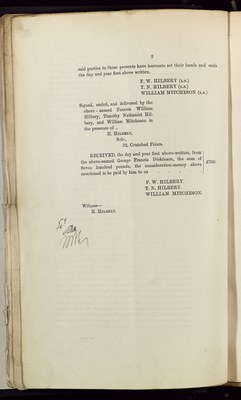 2
said parties to these presents have hereunto set their hands and seals
the day and year first above written.
F. W. HILBERY (L.S.)
T. N. HILBERY (L.S.)
WILLIAM MITCHESON (L.S.)
Signed, sealed, and delivered by the
above-named Francis William
Hilbery, Timothy Nathaniel Hil-
bery, and William Mitcheson in
the presence of,
H. HILBERY,
Solr.,
32, Crutched Friars.
RECEIVED, the day and year first above-written, from
the above-named George Francis Dickinson, the sum of
Seven hundred pounds, the consideration-money above
mentioned to be paid by him to us
£700.
F. W. HILBERY.
T. N. HILBERY.
WILLIAM MITCHESON.
Witness—
H. HILBERY.